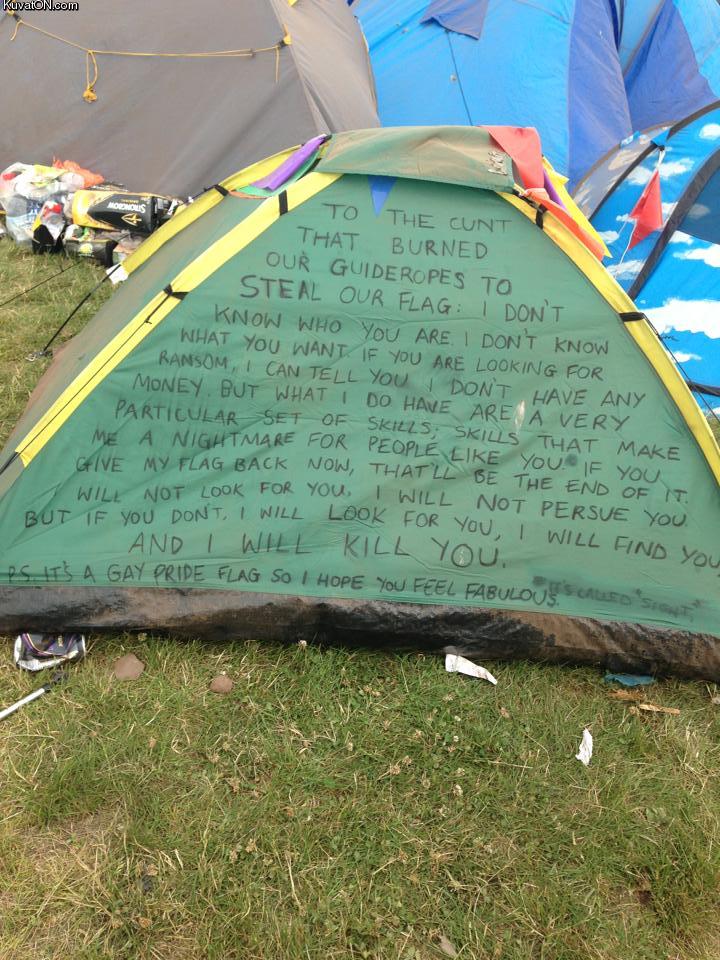 KuvatON.com
STRONGBOW
TO THE CUNT
THAT BURNED
OUR GUIDEROPES TO
STEAL OUR FLAG: I DON'T
KNOW WHO YOU ARE. I DON'T KNOW
WHAT YOU WANT. IF YOU ARE LOOKING FOR
RANSOM, I CAN TELL YOU I DON'T HAVE ANY
MONEY. BUT WHAT I DO HAVE ARE A VERY
PARTICULAR SET OF SKILLS; SKILLS THAT MAKE
ME A NIGHTMARE FOR PEOPLE LIKE YOU. IF YOU
GIVE MY FLAG BACK NOW, THAT'LL BE THE END OF IT.
I WILL NOT LOOK FOR YOU, I WILL NOT PERSUE YOU.
BUT IF YOU DON'T, I WILL LOOK FOR YOU, I WILL FIND YOU
AND I WILL KILL YOU.
P.S. IT'S A GAY PRIDE FLAG SO I HOPE YOU FEEL FABULOUS.
IT'S CALLED